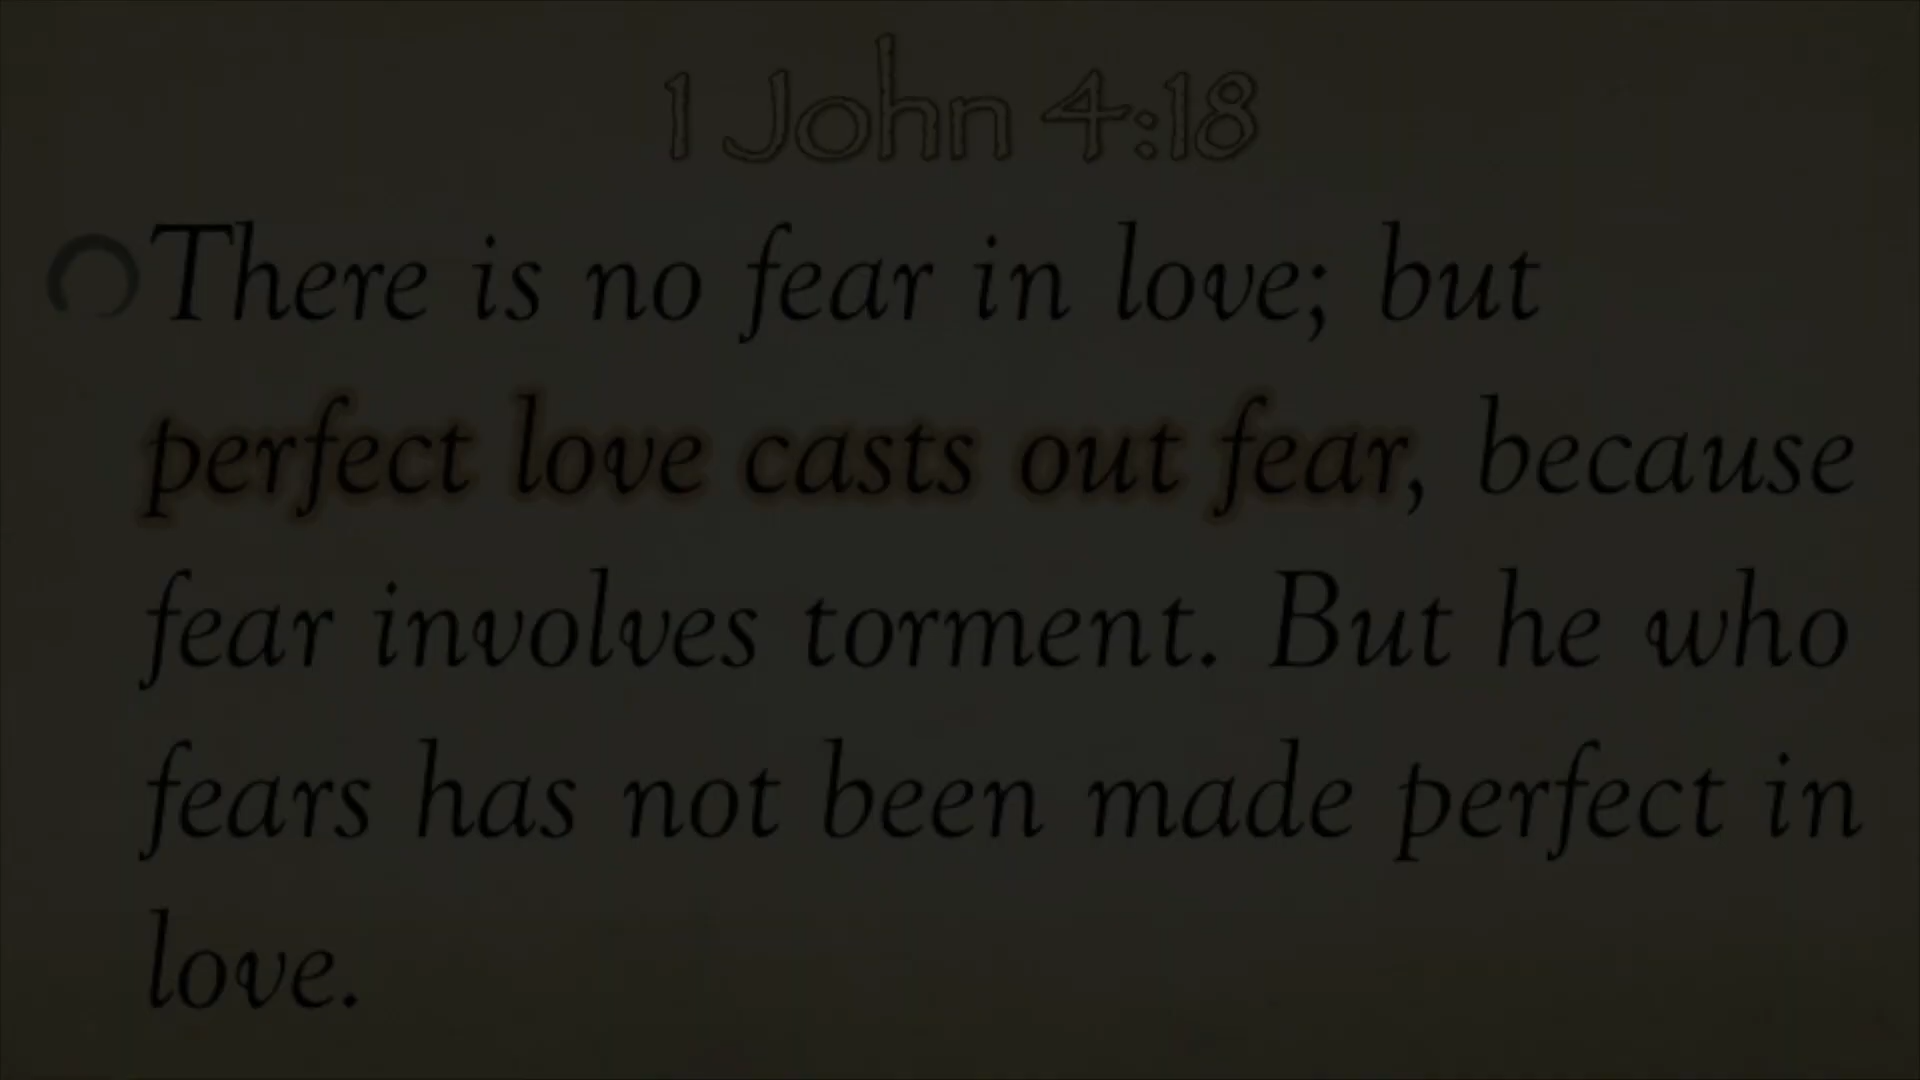 1 John 4:18
There is no fear in love; but
perfect love casts out fear, because
fear involves torment. But he who
fears has not been made perfect in
love.